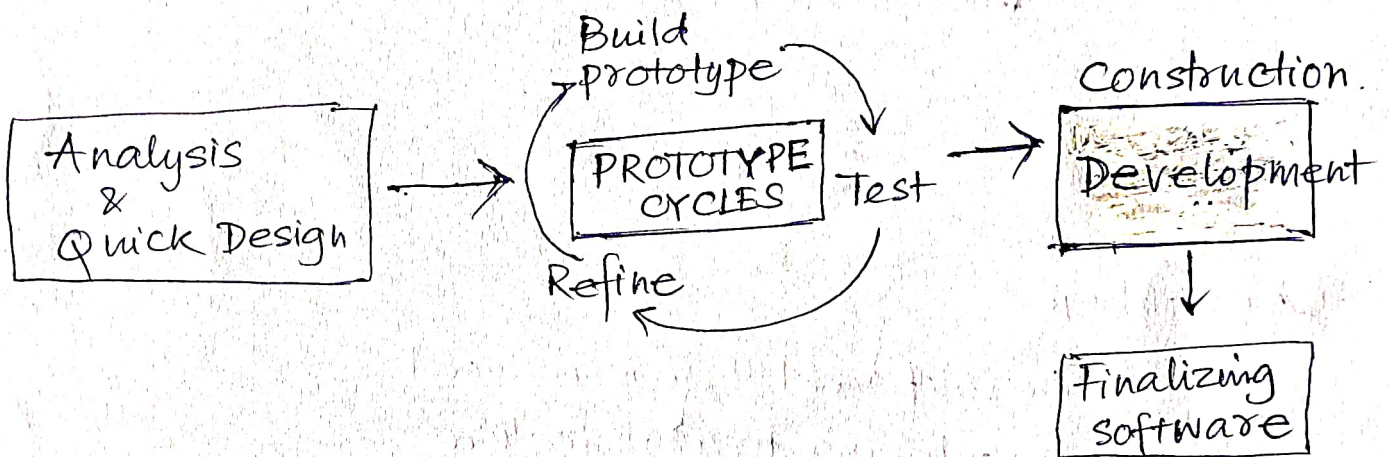 Analysis
&
Quick Design
Build
prototype
PROTOTYPE
CYCLES
Test
Refine
Construction.
Development
Finalizing
software